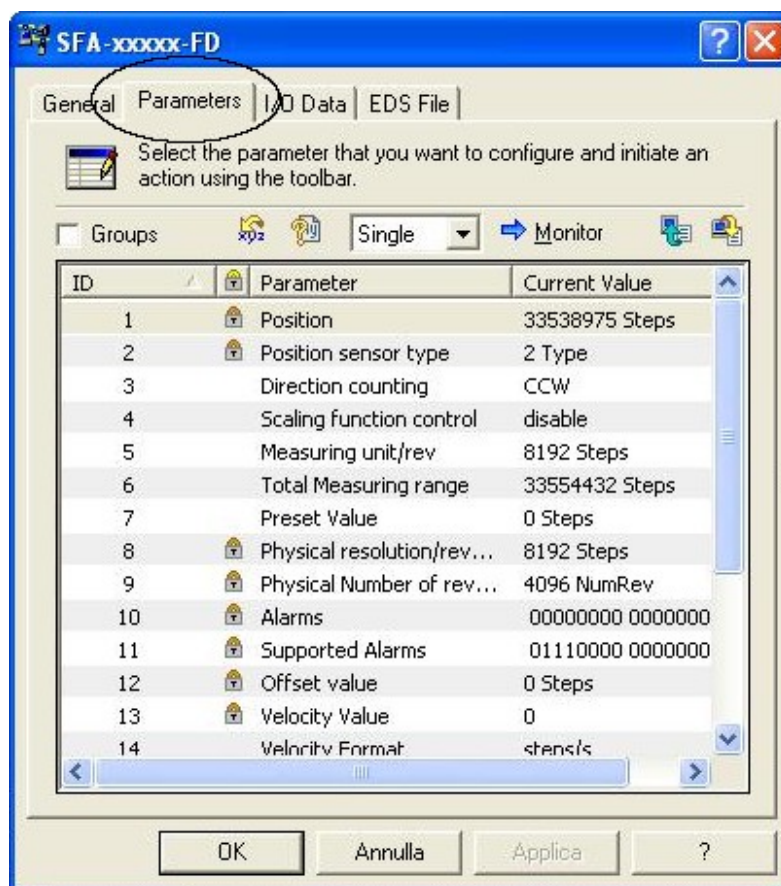 SFA-xxxxx-FD
General Parameters I/O Data EDS File
Select the parameter that you want to configure and initiate an
action using the toolbar.
Groups Single Monitor
ID Parameter Current Value
1 Position 33538975 Steps
2 Position sensor type 2 Type
3 Direction counting CCW
4 Scaling function control disable
5 Measuring unit/rev 8192 Steps
6 Total Measuring range 33554432 Steps
7 Preset Value 0 Steps
8 Physical resolution/rev... 8192 Steps
9 Physical Number of rev... 4096 NumRev
10 Alarms 00000000 0000000
11 Supported Alarms 01110000 0000000
12 Offset value 0 Steps
13 Velocity Value 0
14 Velocity Format steps/s
OK Annulla Applica ?